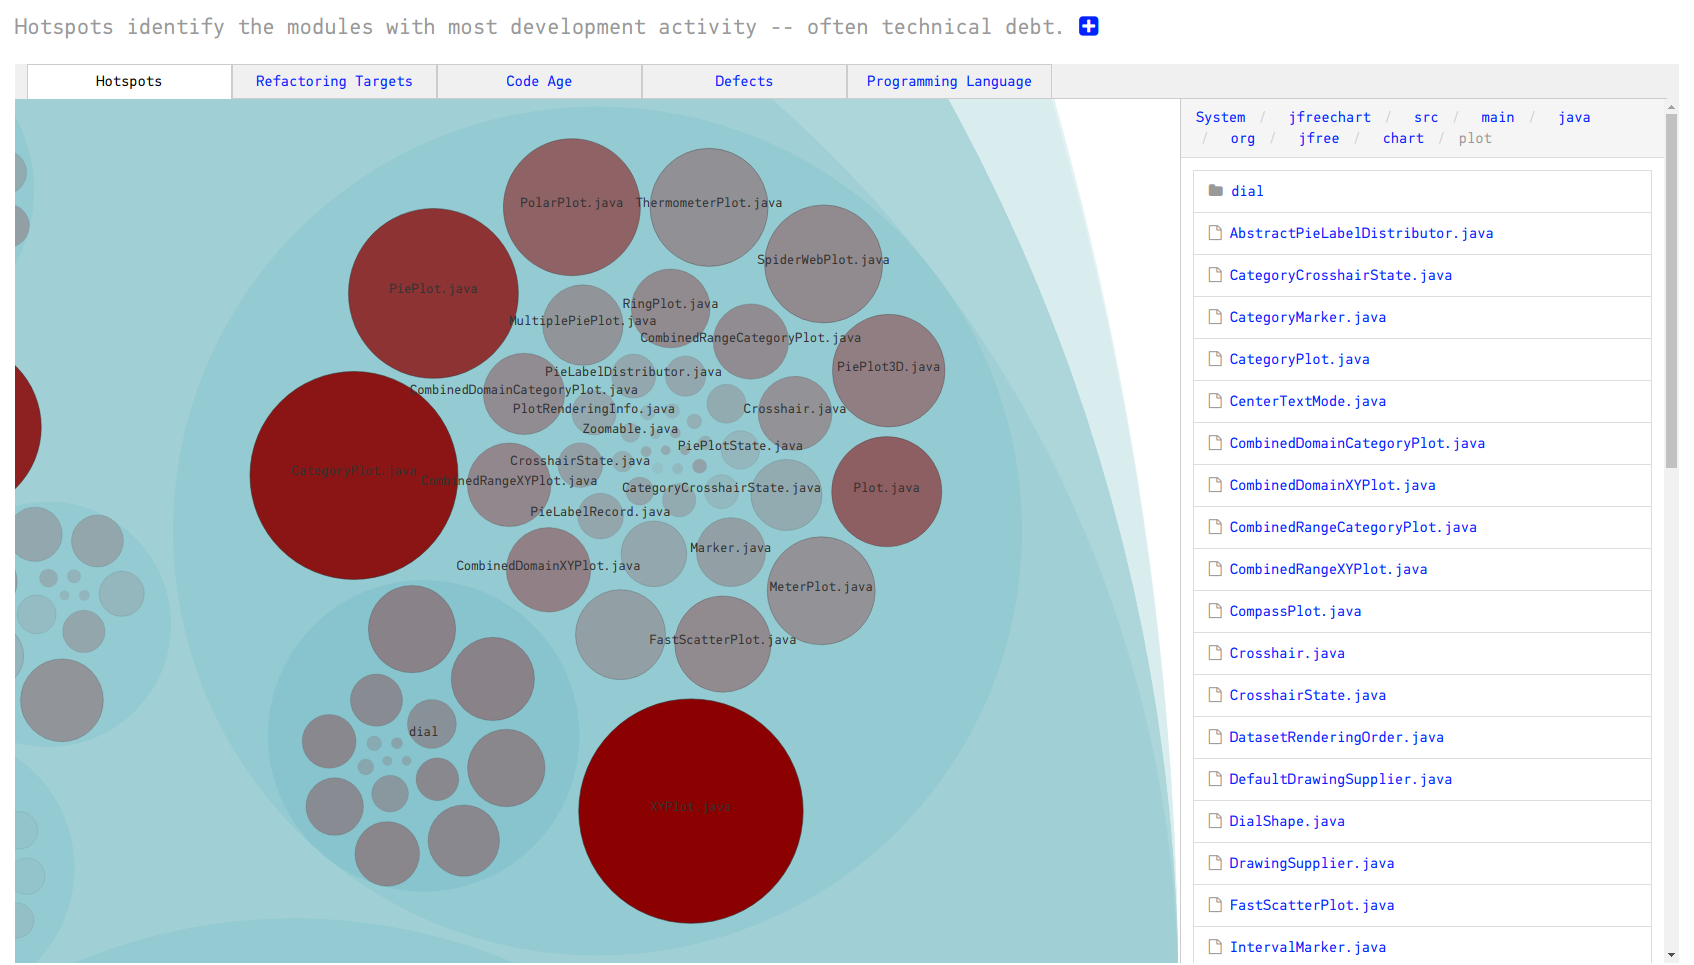 Hotspots identify the modules with most development activity -- often technical debt.
Hotspots
Refactoring Targets
Code Age
Defects
Programming Language
System / jfreechart / src / main / java
/ org / jfree / chart / plot
dial
AbstractPieLabelDistributor.java
CategoryCrosshairState.java
CategoryMarker.java
CategoryPlot.java
CenterTextMode.java
CombinedDomainCategoryPlot.java
CombinedDomainXYPlot.java
CombinedRangeCategoryPlot.java
CombinedRangeXYPlot.java
CompassPlot.java
Crosshair.java
CrosshairState.java
DatasetRenderingOrder.java
DefaultDrawingSupplier.java
DialShape.java
DrawingSupplier.java
FastScatterPlot.java
IntervalMarker.java
PolarPlot.java
ThermometerPlot.java
SpiderWebPlot.java
PiePlot.java
RingPlot.java
MultiplePiePlot.java
CombinedRangeCategoryPlot.java
PiePlot3D.java
PieLabelDistributor.java
CombinedDomainCategoryPlot.java
PlotRenderingInfo.java
Crosshair.java
Zoomable.java
PiePlotState.java
CrosshairState.java
CategoryPlot.java
CombinedRangeXYPlot.java
CategoryCrosshairState.java
Plot.java
PieLabelRecord.java
Marker.java
CombinedDomainXYPlot.java
MeterPlot.java
FastScatterPlot.java
dial
XYPlot.java